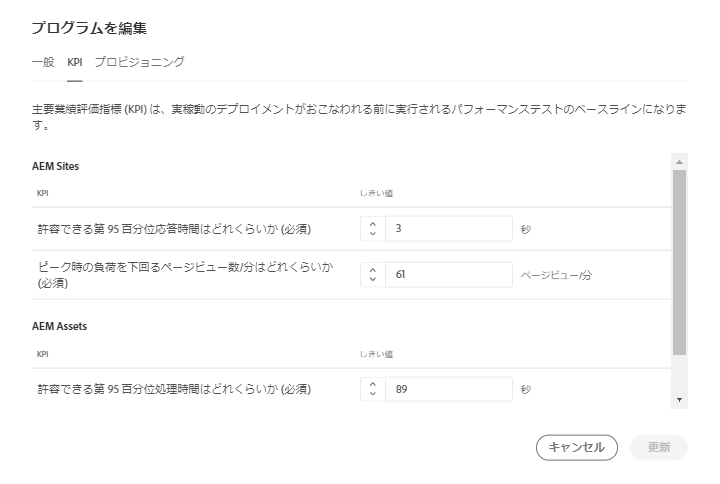 プログラムを編集
一般 KPI プロビジョニング
主要業績評価指標 (KPI) は、実稼動のデプロイメントがおこなわれる前に実行されるパフォーマンステストのベースラインになりま
す。
AEM Sites
KPI しきい値
許容できる第 95 百分位応答時間はどれくらいか (必須) 3 秒
ピーク時の負荷を下回るページビュー数/分はどれくらいか
(必須) 61 ページビュー/分
AEM Assets
KPI しきい値
許容できる第 95 百分位処理時間はどれくらいか (必須) 89 秒
キャンセル 更新